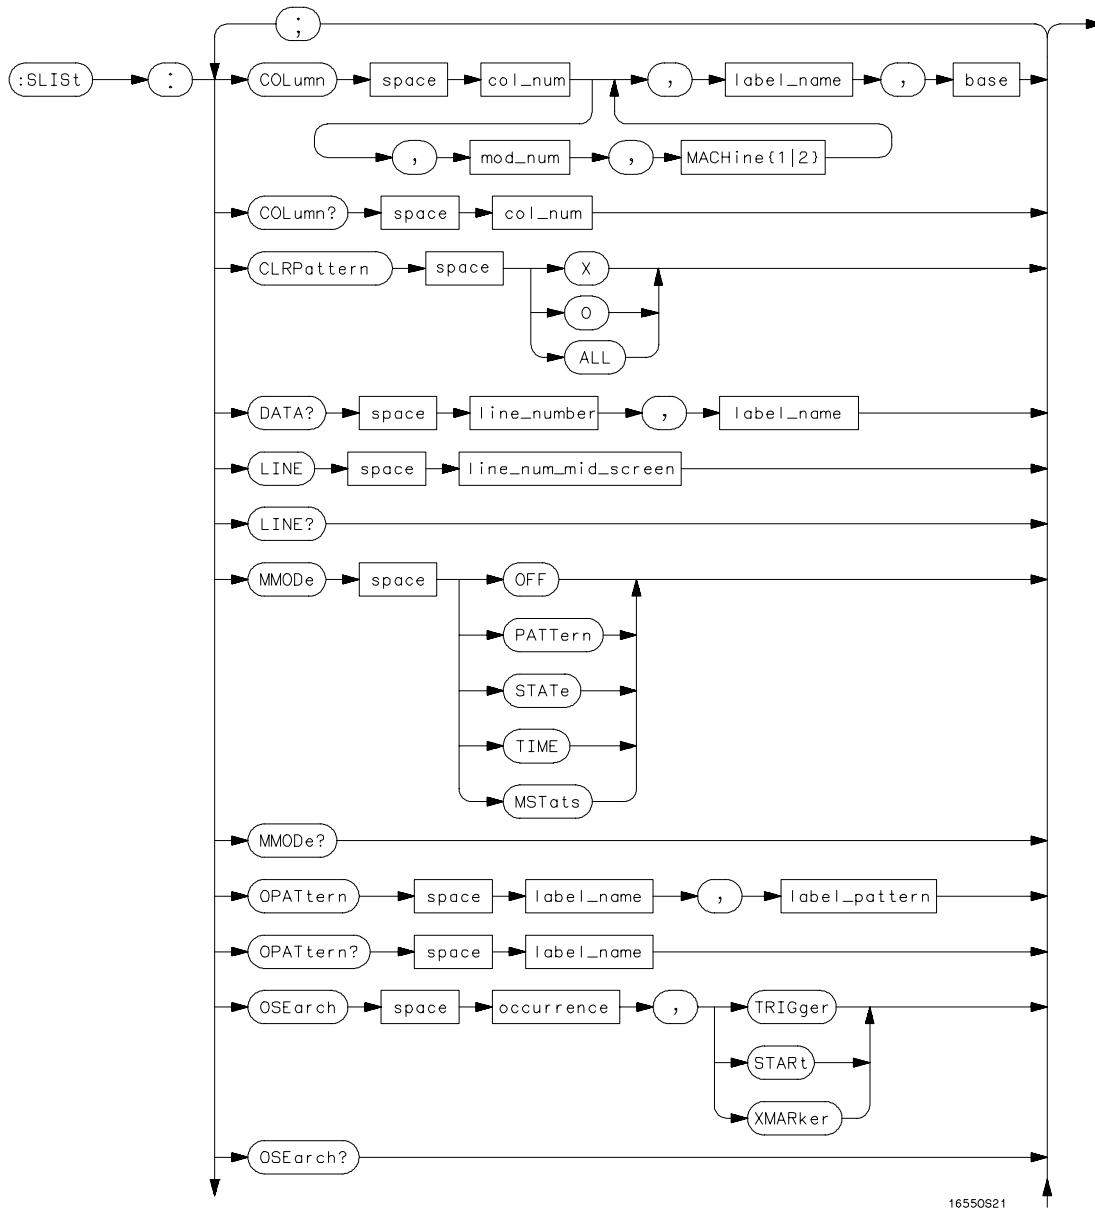 ;
:SLISt : COLumn space col_num , label_name , base
, mod_num , MACHine{1|2}
COLumn? space col_num
CLRPattern space X
O
ALL
DATA? space line_number , label_name
LINE space line_num_mid_screen
LINE?
MMODe space OFF
PATTern
STATe
TIME
MSTats
MMODe?
OPATtern space label_name , label_pattern
OPATtern? space label_name
OSEarch space occurrence , TRIGger
STARt
XMARker
OSEarch?
16550S21